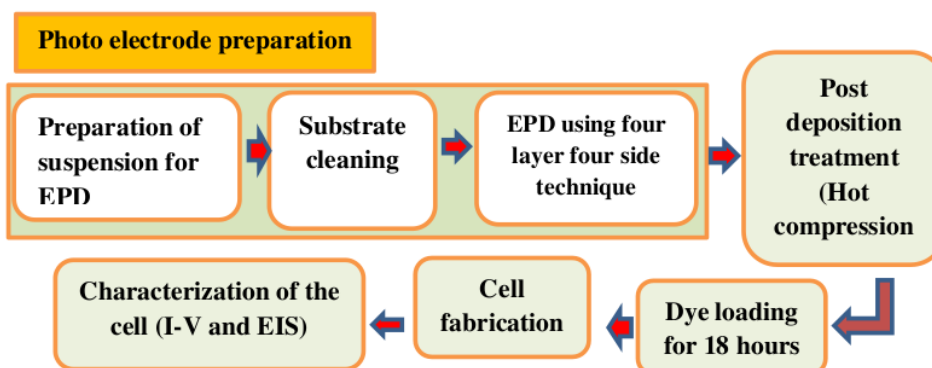 Photo electrode preparation
Preparation of
suspension for
EPD
Substrate
cleaning
EPD using four
layer four side
technique
Post
deposition
treatment
(Hot
compression
Dye loading
for 18 hours
Cell
fabrication
Characterization of the
cell (I-V and EIS)